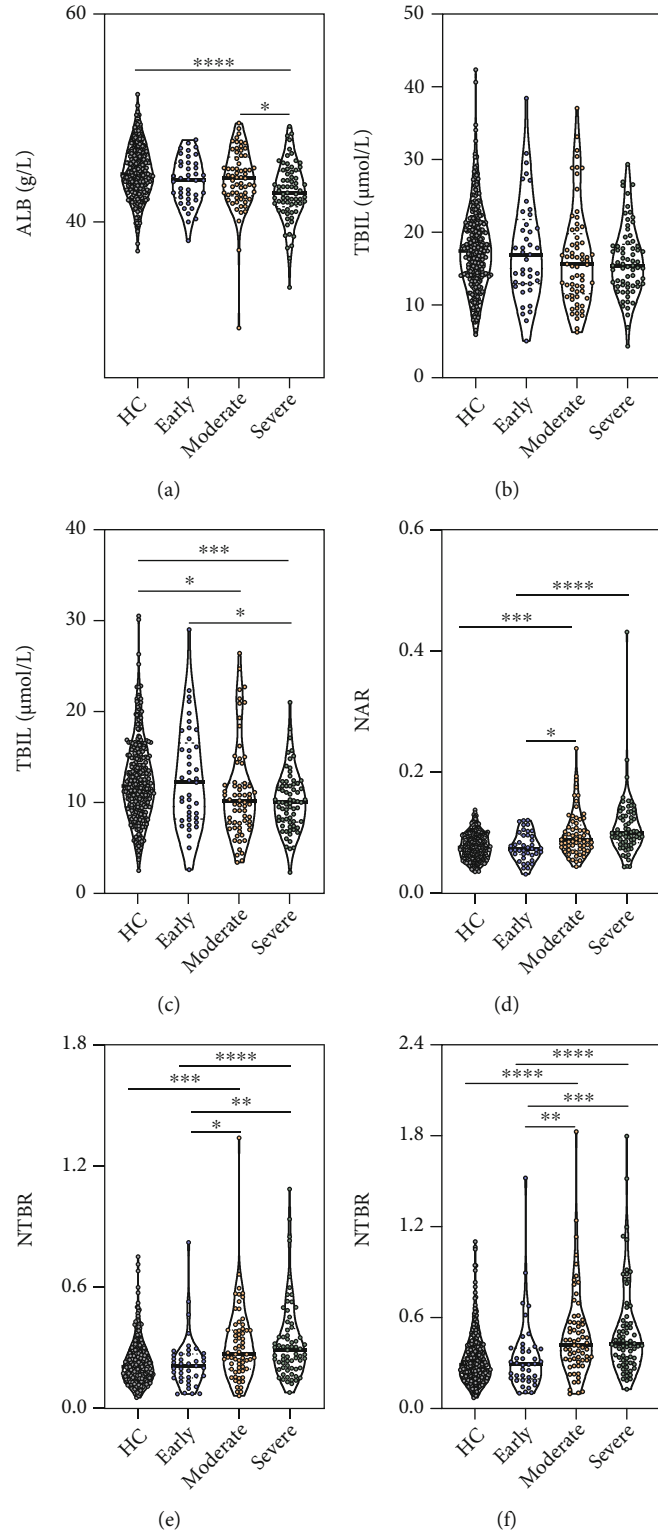 60
40
ALB (g/L)
****
*
HC
Early
Moderate
Severe
(a)
50
40
30
20
10
0
TBIL (μmol/L)
HC
Early
Moderate
Severe
(b)
40
30
20
10
0
TBIL (μmol/L)
***
*
*
HC
Early
Moderate
Severe
(c)
0.6
0.4
0.2
0.0
NAR
****
***
*
HC
Early
Moderate
Severe
(d)
1.8
1.2
0.6
0.0
NTBR
****
***
**
*
HC
Early
Moderate
Severe
(e)
2.4
1.8
1.2
0.6
0.0
NTBR
****
****
***
**
HC
Early
Moderate
Severe
(f)